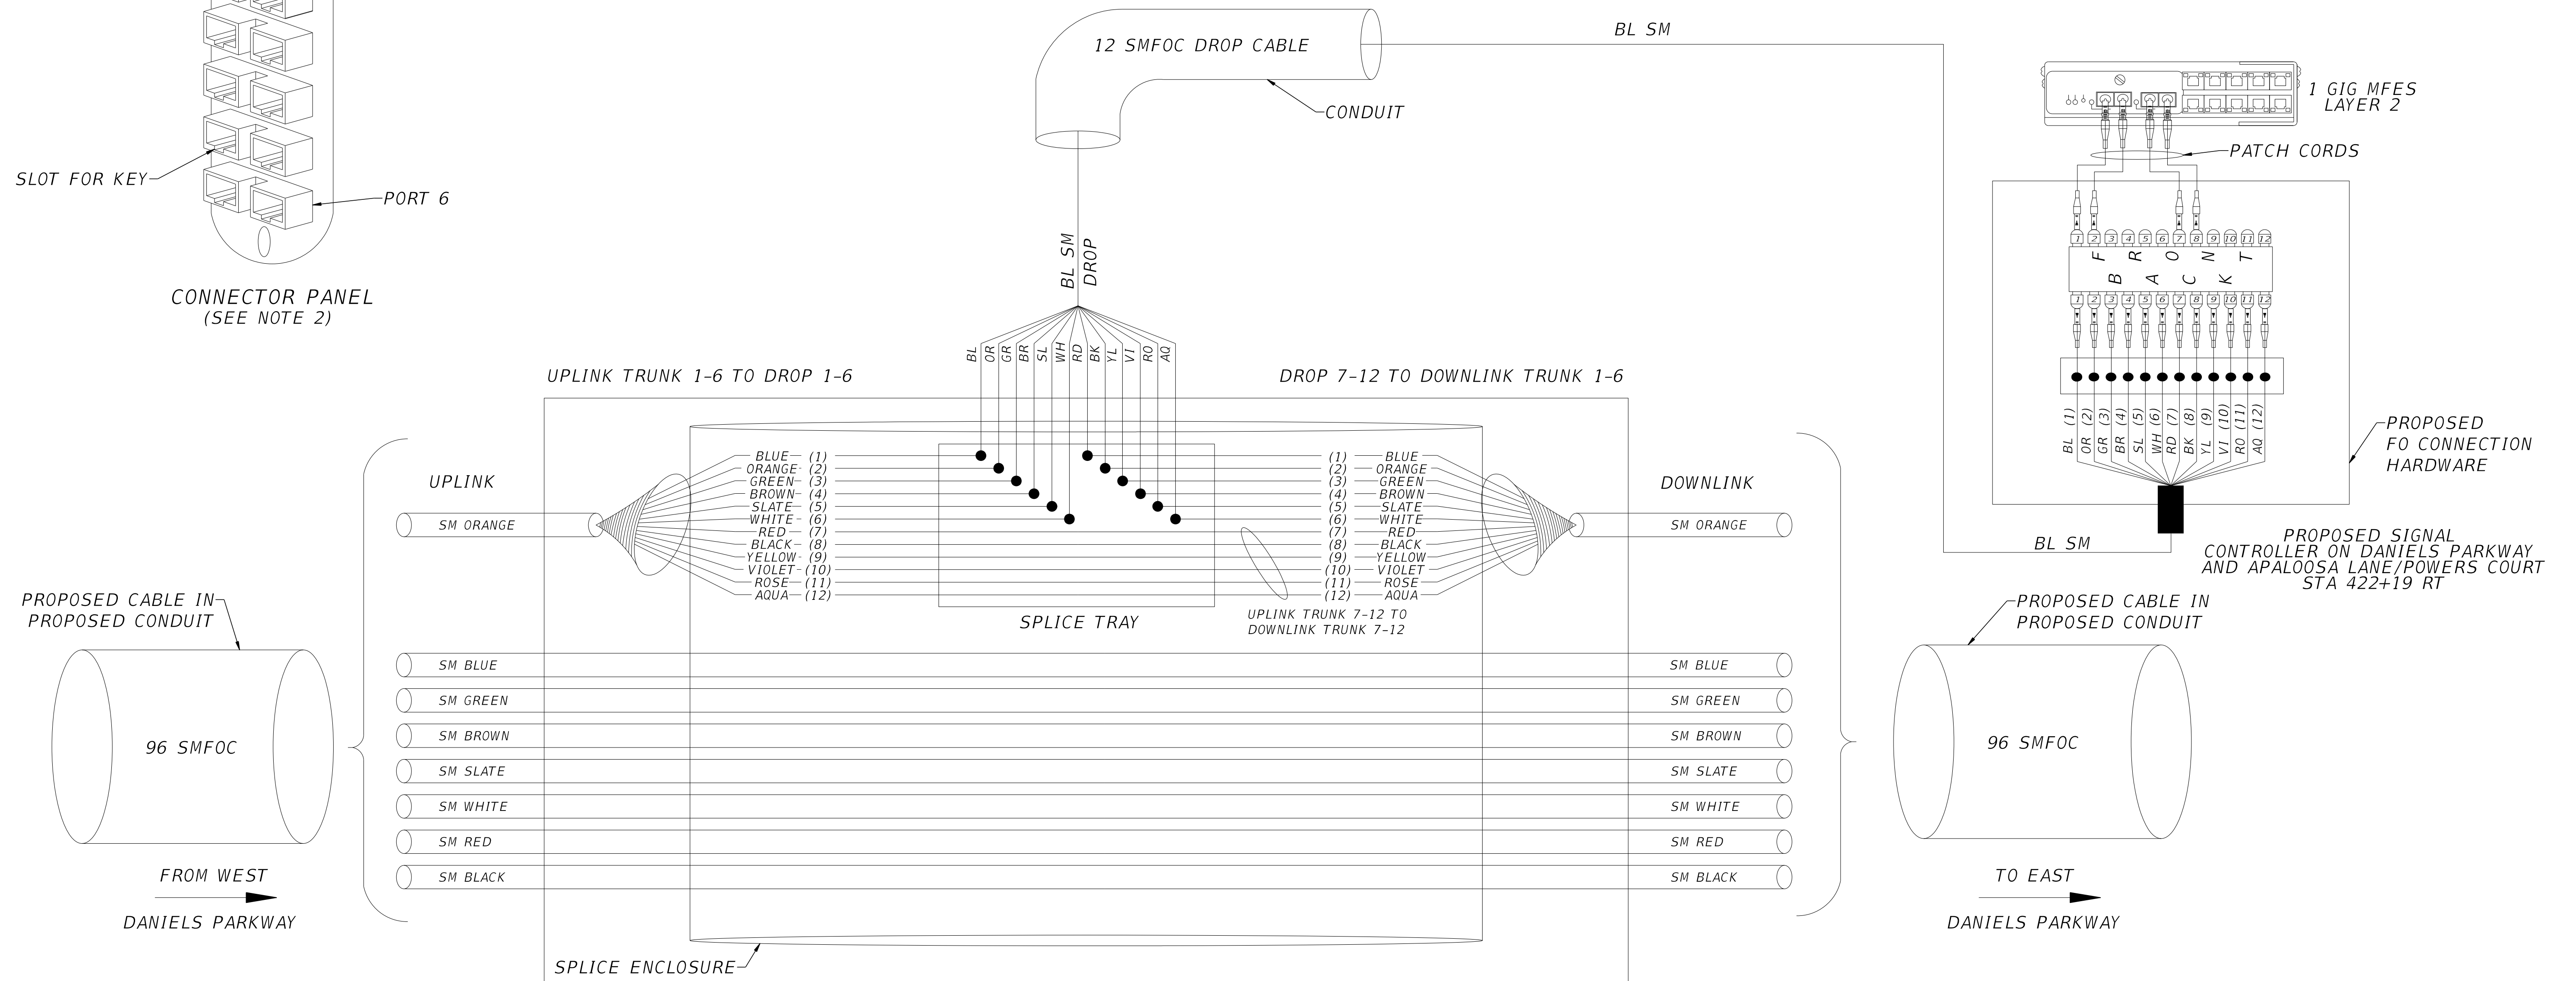 SLOT FOR KEY
PORT 6
CONNECTOR PANEL
(SEE NOTE 2)
12 SMFOC DROP CABLE
CONDUIT
BL SM
BL SM
DROP
BL
OR
GR
BR
SL
WH
RD
BK
YL
VI
RO
AQ
UPLINK TRUNK 1-6 TO DROP 1-6
DROP 7-12 TO DOWNLINK TRUNK 1-6
UPLINK
SM ORANGE
BLUE (1)
ORANGE (2)
GREEN (3)
BROWN (4)
SLATE (5)
WHITE (6)
RED (7)
BLACK (8)
YELLOW (9)
VIOLET (10)
ROSE (11)
AQUA (12)
(1) BLUE
(2) ORANGE
(3) GREEN
(4) BROWN
(5) SLATE
(6) WHITE
(7) RED
(8) BLACK
(9) YELLOW
(10) VIOLET
(11) ROSE
(12) AQUA
SPLICE TRAY
UPLINK TRUNK 7-12 TO
DOWNLINK TRUNK 7-12
DOWNLINK
SM ORANGE
SM BLUE
SM GREEN
SM BROWN
SM SLATE
SM WHITE
SM RED
SM BLACK
SM BLUE
SM GREEN
SM BROWN
SM SLATE
SM WHITE
SM RED
SM BLACK
SPLICE ENCLOSURE
PROPOSED CABLE IN
PROPOSED CONDUIT
96 SMFOC
FROM WEST
DANIELS PARKWAY
PROPOSED CABLE IN
PROPOSED CONDUIT
96 SMFOC
TO EAST
DANIELS PARKWAY
1 GIG MFES
LAYER 2
PATCH CORDS
1 2 3 4 5 6 7 8 9 10 11 12
FRONT
BACK
1 2 3 4 5 6 7 8 9 10 11 12
BL (1)
OR (2)
GR (3)
BR (4)
SL (5)
WH (6)
RD (7)
BK (8)
YL (9)
VI (10)
RO (11)
AQ (12)
PROPOSED
FO CONNECTION
HARDWARE
BL SM
PROPOSED SIGNAL
CONTROLLER ON DANIELS PARKWAY
AND APALOOSA LANE/POWERS COURT
STA 422+19 RT